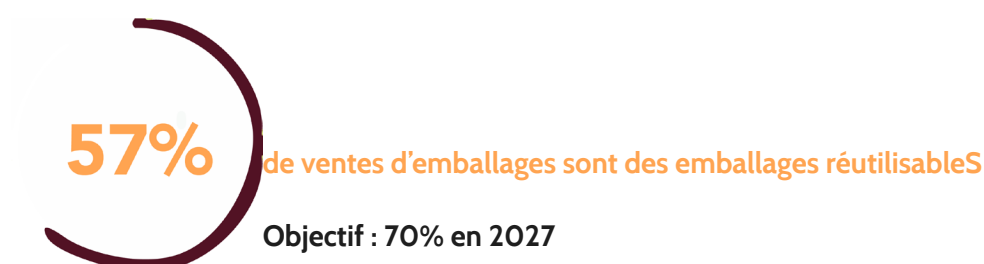 57%
de ventes d’emballages sont des emballages réutilisableS
Objectif : 70% en 2027